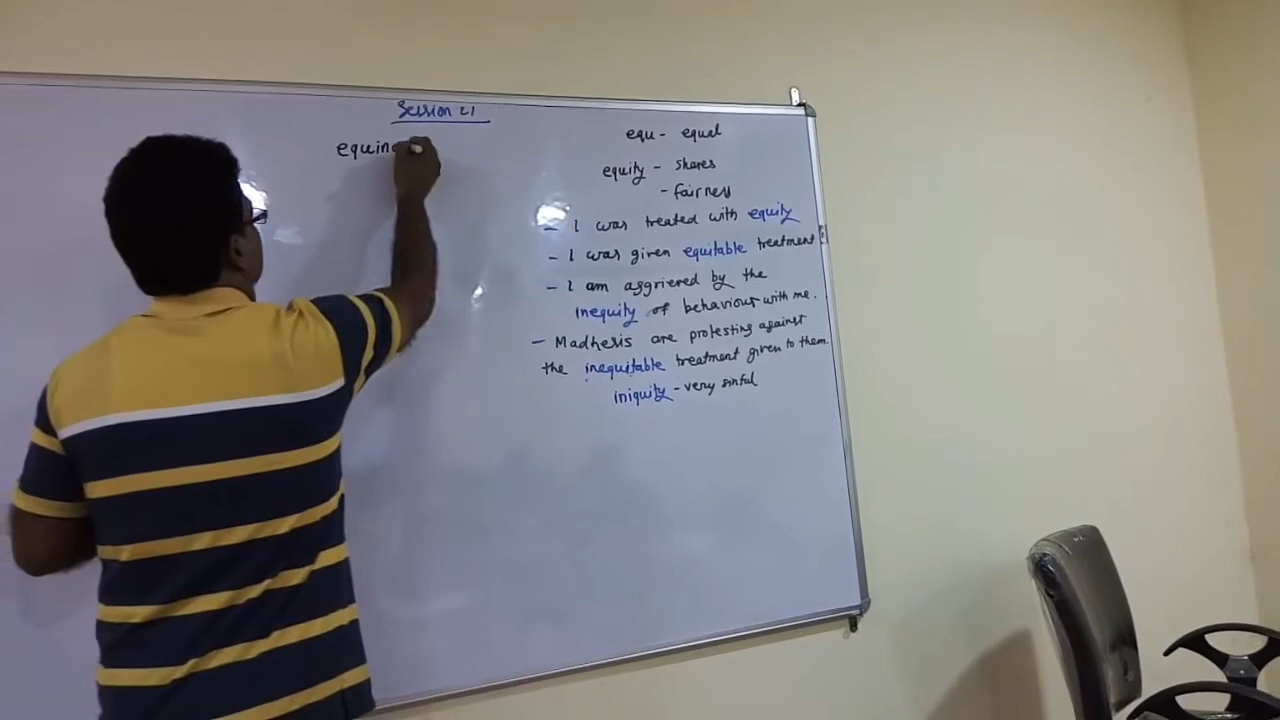 Session 21
equino
equ - equal
equity - shares
- fairness
- I was treated with equity
- I was given equitable treatment
- I am aggriered by the
inequity of behaviour with me.
- Madhesis are protesting against
the inequitable treatment given to them.
iniquity - very sinful